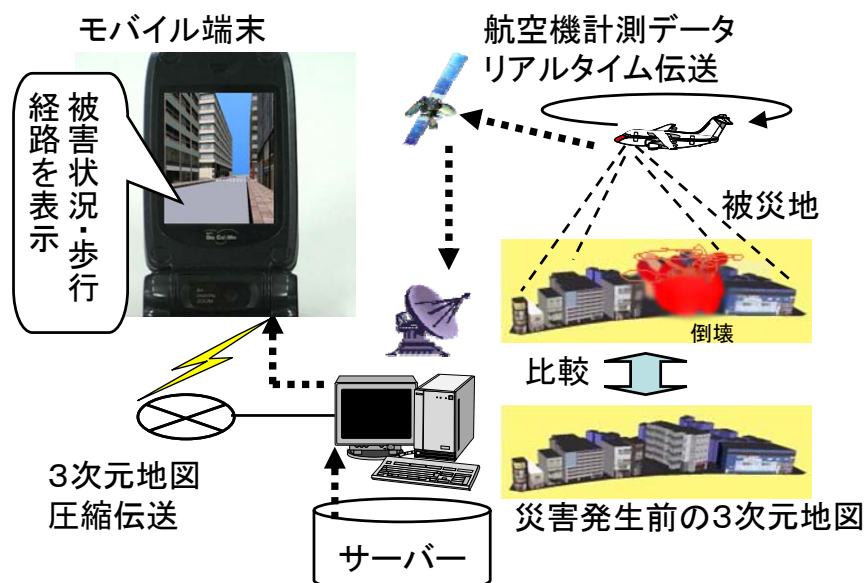 モバイル端末
航空機計測データ
リアルタイム伝送
被害状況・歩行
経路を表示
被災地
倒壊
比較
3次元地図
圧縮伝送
サーバー
災害発生前の3次元地図